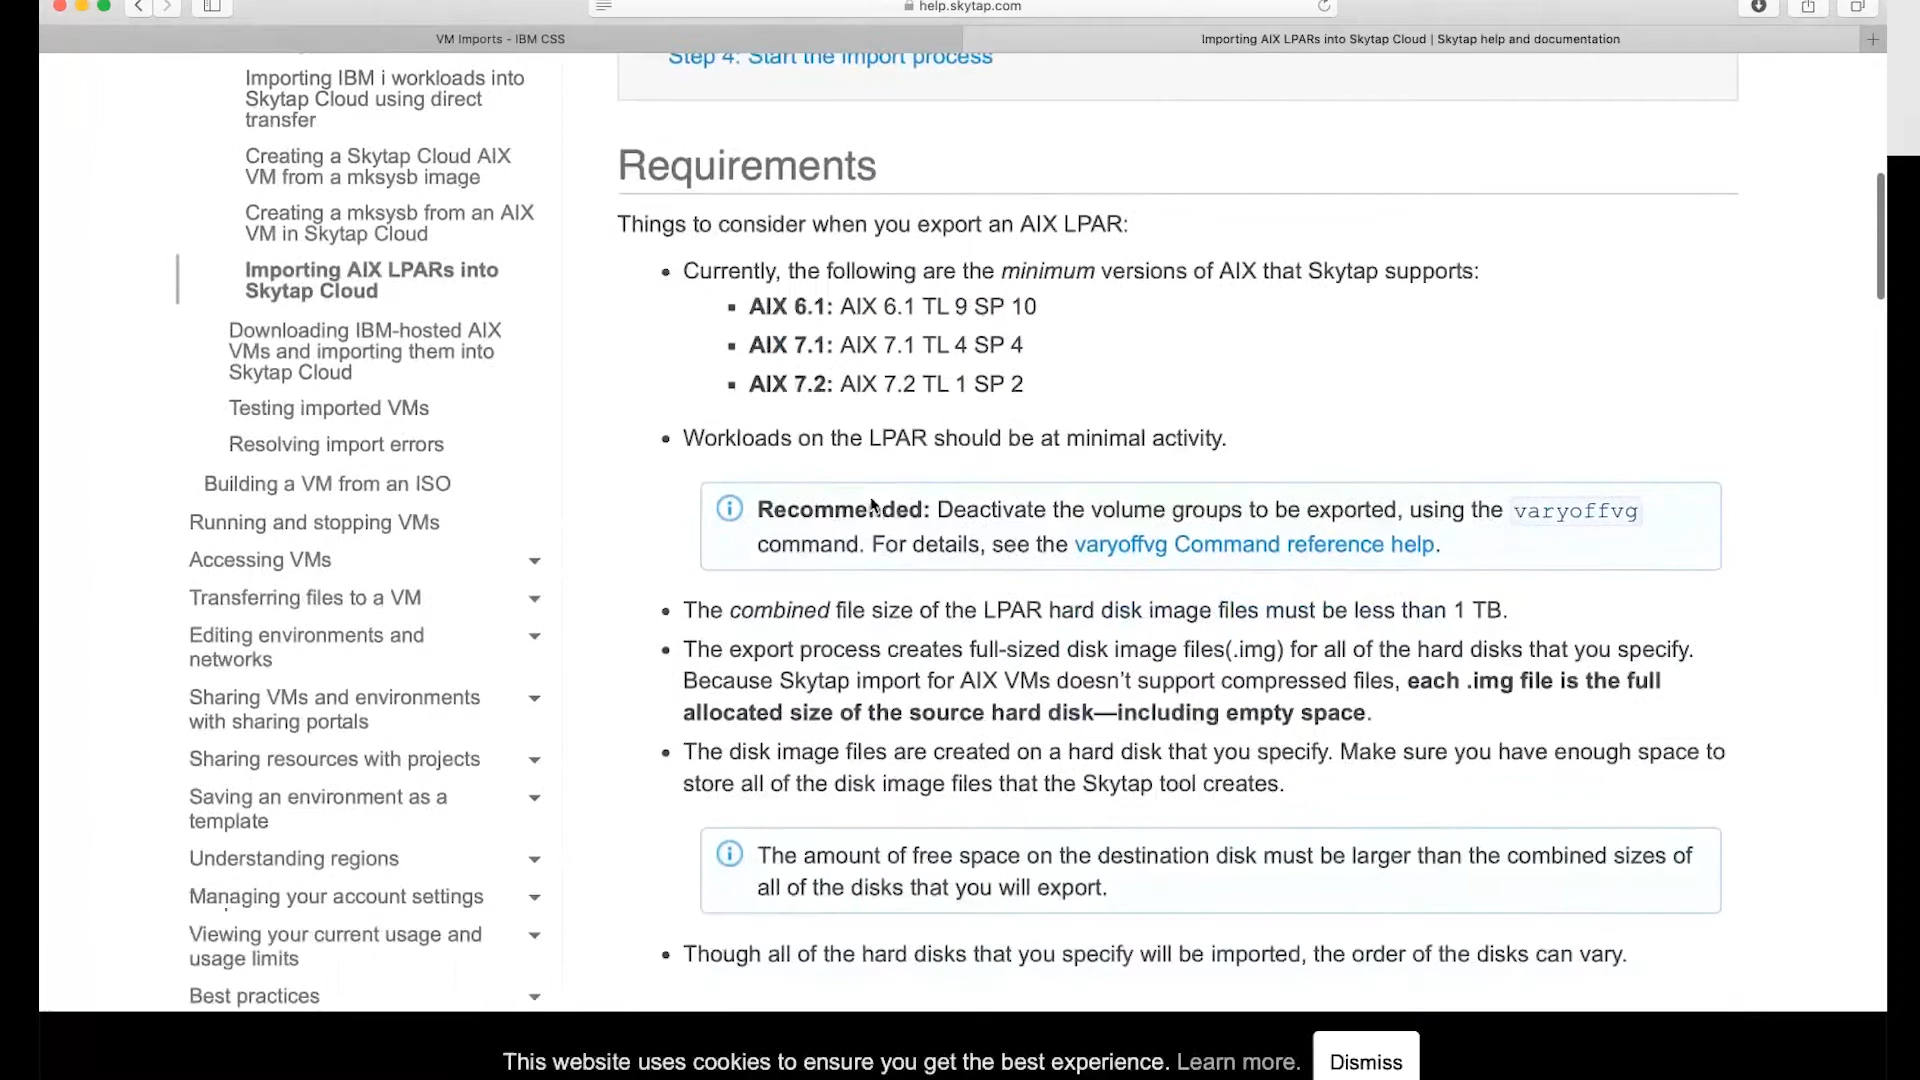 help.skytap.com
VM Imports - IBM CSS
Importing AIX LPARs into Skytap Cloud | Skytap help and documentation
Importing IBM i workloads into
Skytap Cloud using direct
transfer
Creating a Skytap Cloud AIX
VM from a mksysb image
Creating a mksysb from an AIX
VM in Skytap Cloud
Importing AIX LPARs into
Skytap Cloud
Downloading IBM-hosted AIX
VMs and importing them into
Skytap Cloud
Testing imported VMs
Resolving import errors
Building a VM from an ISO
Running and stopping VMs
Accessing VMs
Transferring files to a VM
Editing environments and
networks
Sharing VMs and environments
with sharing portals
Sharing resources with projects
Saving an environment as a
template
Understanding regions
Managing your account settings
Viewing your current usage and
usage limits
Best practices
Step 4: Start the import process
Requirements
Things to consider when you export an AIX LPAR:
• Currently, the following are the minimum versions of AIX that Skytap supports:
▪ AIX 6.1: AIX 6.1 TL 9 SP 10
▪ AIX 7.1: AIX 7.1 TL 4 SP 4
▪ AIX 7.2: AIX 7.2 TL 1 SP 2
• Workloads on the LPAR should be at minimal activity.
Recommended: Deactivate the volume groups to be exported, using the varyoffvg
command. For details, see the varyoffvg Command reference help.
• The combined file size of the LPAR hard disk image files must be less than 1 TB.
• The export process creates full-sized disk image files(.img) for all of the hard disks that you specify.
Because Skytap import for AIX VMs doesn't support compressed files, each .img file is the full
allocated size of the source hard disk—including empty space.
• The disk image files are created on a hard disk that you specify. Make sure you have enough space to
store all of the disk image files that the Skytap tool creates.
The amount of free space on the destination disk must be larger than the combined sizes of
all of the disks that you will export.
• Though all of the hard disks that you specify will be imported, the order of the disks can vary.
This website uses cookies to ensure you get the best experience. Learn more. Dismiss